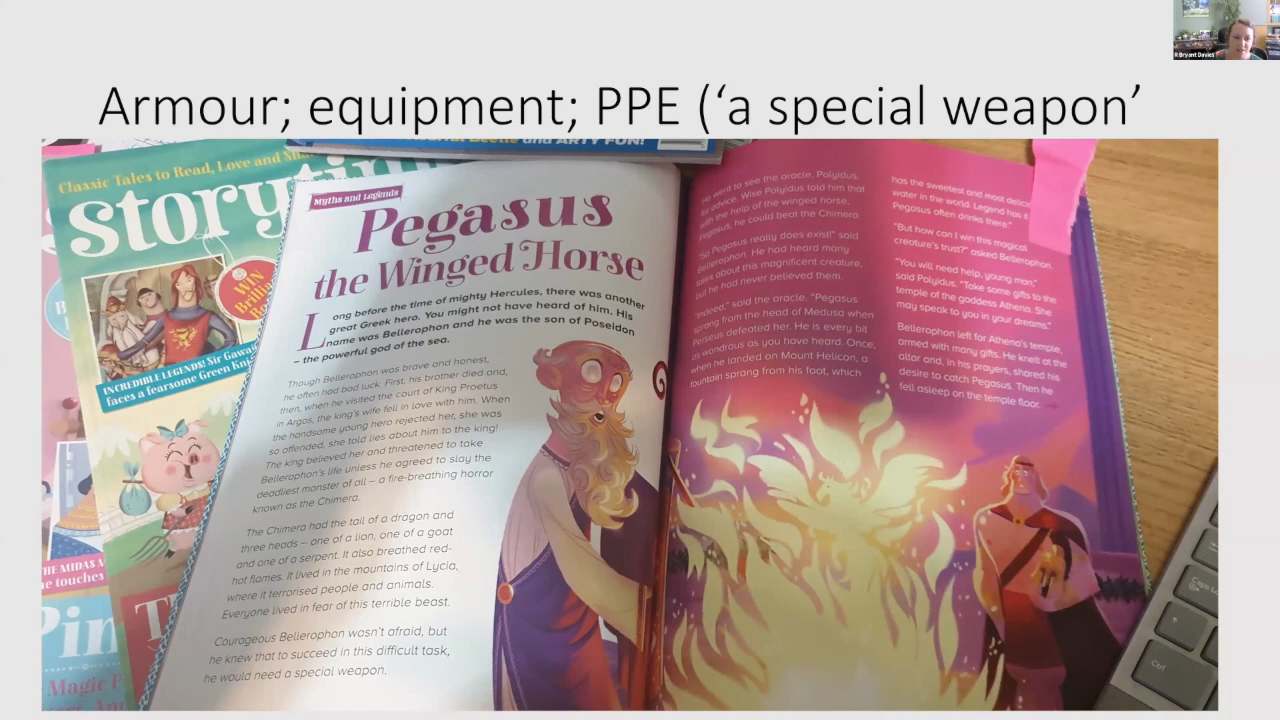 R Bryant Davies
Armour; equipment; PPE (‘a special weapon’
Classic Tales to Read, Love and
Story
WIN
INCREDIBLE LEGENDS! Sir
faces a fearsome Green
THE MIDAS
touches
Pin
Magic
and ARTY FUN!
Myths and Legends
Pegasus
the Winged Horse
Long before the time of mighty Hercules, there was another
great Greek hero. You might not have heard of him. His
name was Bellerophon and he was the son of Poseidon
– the powerful god of the sea.
Though Bellerophon was brave and honest,
he often had bad luck. First, his brother died and,
then, when he visited the court of King Proetus
in Argos, the king's wife fell in love with him. When
the handsome young hero rejected her, she was
so offended, she told lies about him to the king!
The king believed her and threatened to take
Bellerophon's life unless he agreed to slay the
deadliest monster of all – a fire-breathing horror
known as the Chimera.
The Chimera had the tail of a dragon and
three heads – one of a lion, one of a goat
and one of a serpent. It also breathed red-
hot flames. It lived in the mountains of Lycia,
where it terrorised people and animals.
Everyone lived in fear of this terrible beast.
Courageous Bellerophon wasn't afraid, but
he knew that to succeed in this difficult task,
he would need a special weapon.
He went to see the oracle, Polyidus,
for advice. Wise Polyidus told him that
with the help of the winged horse,
Pegasus, he could beat the Chimera.
"So Pegasus really does exist!" said
Bellerophon. He had heard many
tales about this magnificent creature,
but he had never believed them.
"Indeed," said the oracle. "Pegasus
sprang from the head of Medusa when
Perseus defeated her. He is every bit
as wondrous as you have heard. Once,
when he landed on Mount Helicon, a
fountain sprang from his foot, which
has the sweetest and most
water in the world. Legend has it
Pegasus often drinks there."
"But how can I win this magical
creature's trust?" asked Bellerophon.
"You will need help, young man,"
said Polyidus. "Take some gifts to the
temple of the goddess Athena. She
may speak to you in your dreams."
Bellerophon left for Athena's temple,
armed with many gifts. He knelt at the
altar and, in his prayers, shared his
desire to catch Pegasus. Then he
fell asleep on the temple floor.
Caps
Ctrl